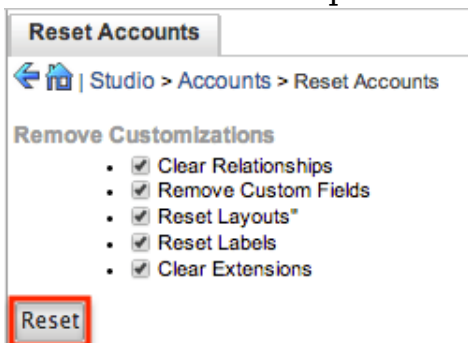 Reset Accounts
| Studio > Accounts > Reset Accounts
Remove Customizations
• Clear Relationships
• Remove Custom Fields
• Reset Layouts"
• Reset Labels
• Clear Extensions
Reset